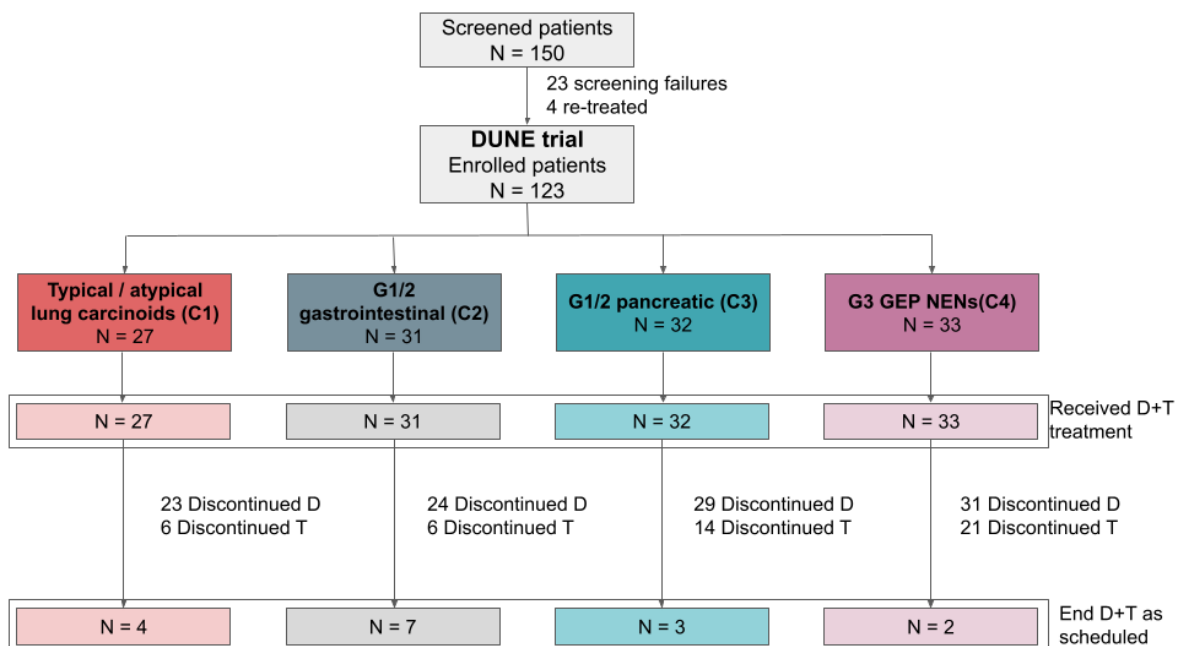 Screened patients
N = 150
23 screening failures
4 re-treated
DUNE trial
Enrolled patients
N = 123
Typical / atypical
lung carcinoids (C1)
N = 27
G1/2
gastrointestinal (C2)
N = 31
G1/2 pancreatic (C3)
N = 32
G3 GEP NENs(C4)
N = 33
N = 27
N = 31
N = 32
N = 33
Received D+T
treatment
23 Discontinued D
6 Discontinued T
24 Discontinued D
6 Discontinued T
29 Discontinued D
14 Discontinued T
31 Discontinued D
21 Discontinued T
N = 4
N = 7
N = 3
N = 2
End D+T as
scheduled